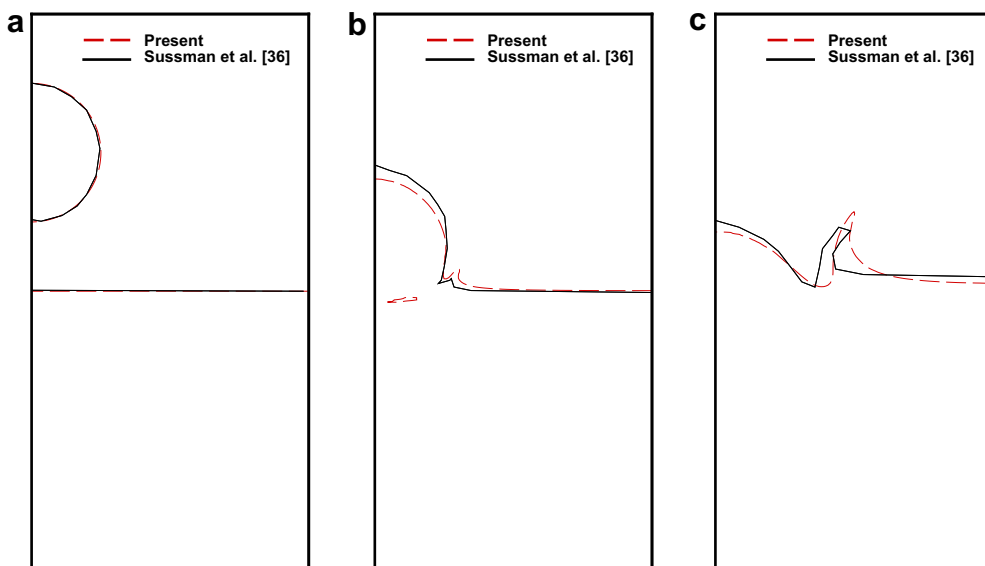 a
Present
Sussman et al. [36]
b
Present
Sussman et al. [36]
c
Present
Sussman et al. [36]